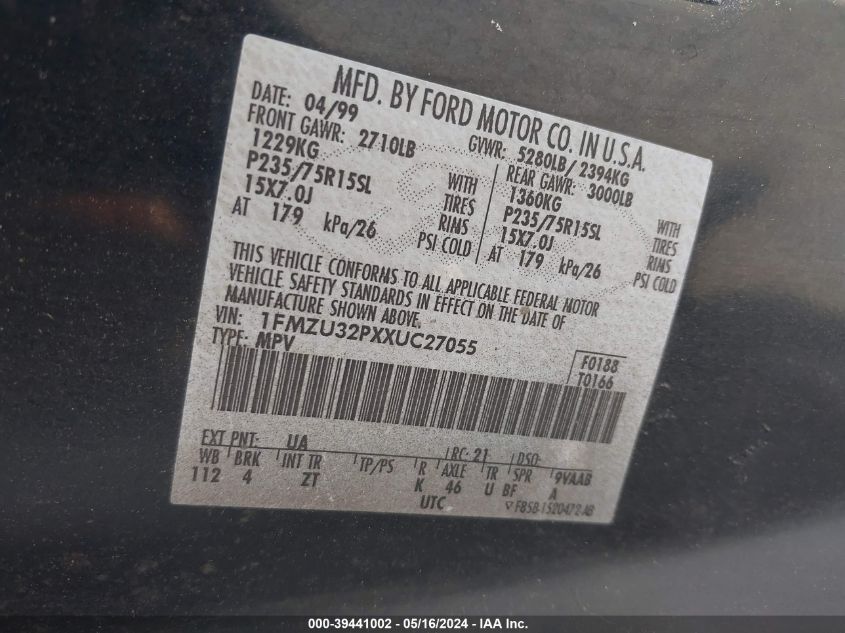 MFD. BY FORD MOTOR CO. IN U.S.A.
DATE: 04/99
GVWR: 5280LB/ 2394KG
FRONT GAWR: 2710LB
REAR GAWR: 3000LB
1229KG
1360KG
P235/75R15SL WITH TIRES
P235/75R15SL WITH TIRES
15X7.0J RIMS
15X7.0J RIMS
AT 179 kPa/26 PSI COLD
AT 179 kPa/26 PSI COLD
THIS VEHICLE CONFORMS TO ALL APPLICABLE FEDERAL MOTOR
VEHICLE SAFETY STANDARDS IN EFFECT ON THE DATE OF
MANUFACTURE SHOWN ABOVE.
VIN: 1FMZU32PXXUC27055
TYPE: MPV
F0188
T0166
EXT PNT: UA RC: 21 DSO:
WB BRK INT TR TP/PS R AXLE TR SPR 9VAAB
112 4 ZT K 46 U BF A
UTC
▽ F85B-1520472-AB
000-39441002 — 05/16/2024 — IAA Inc.